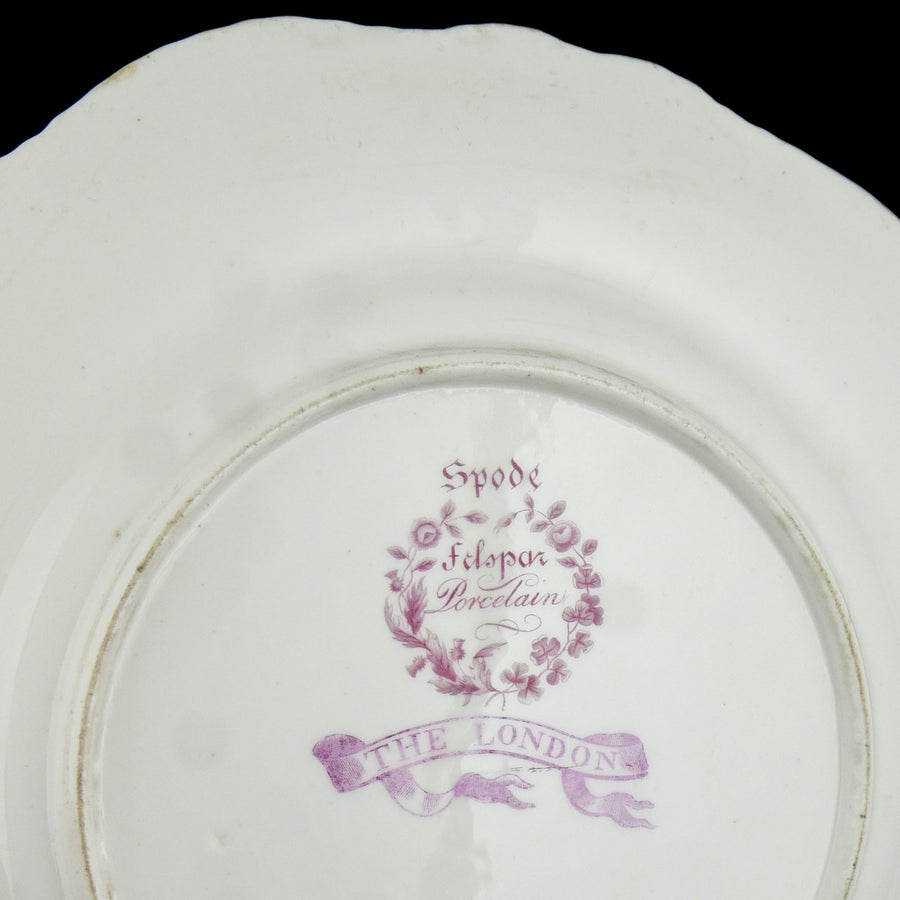 Spode
Felspar
Porcelain
THE LONDON